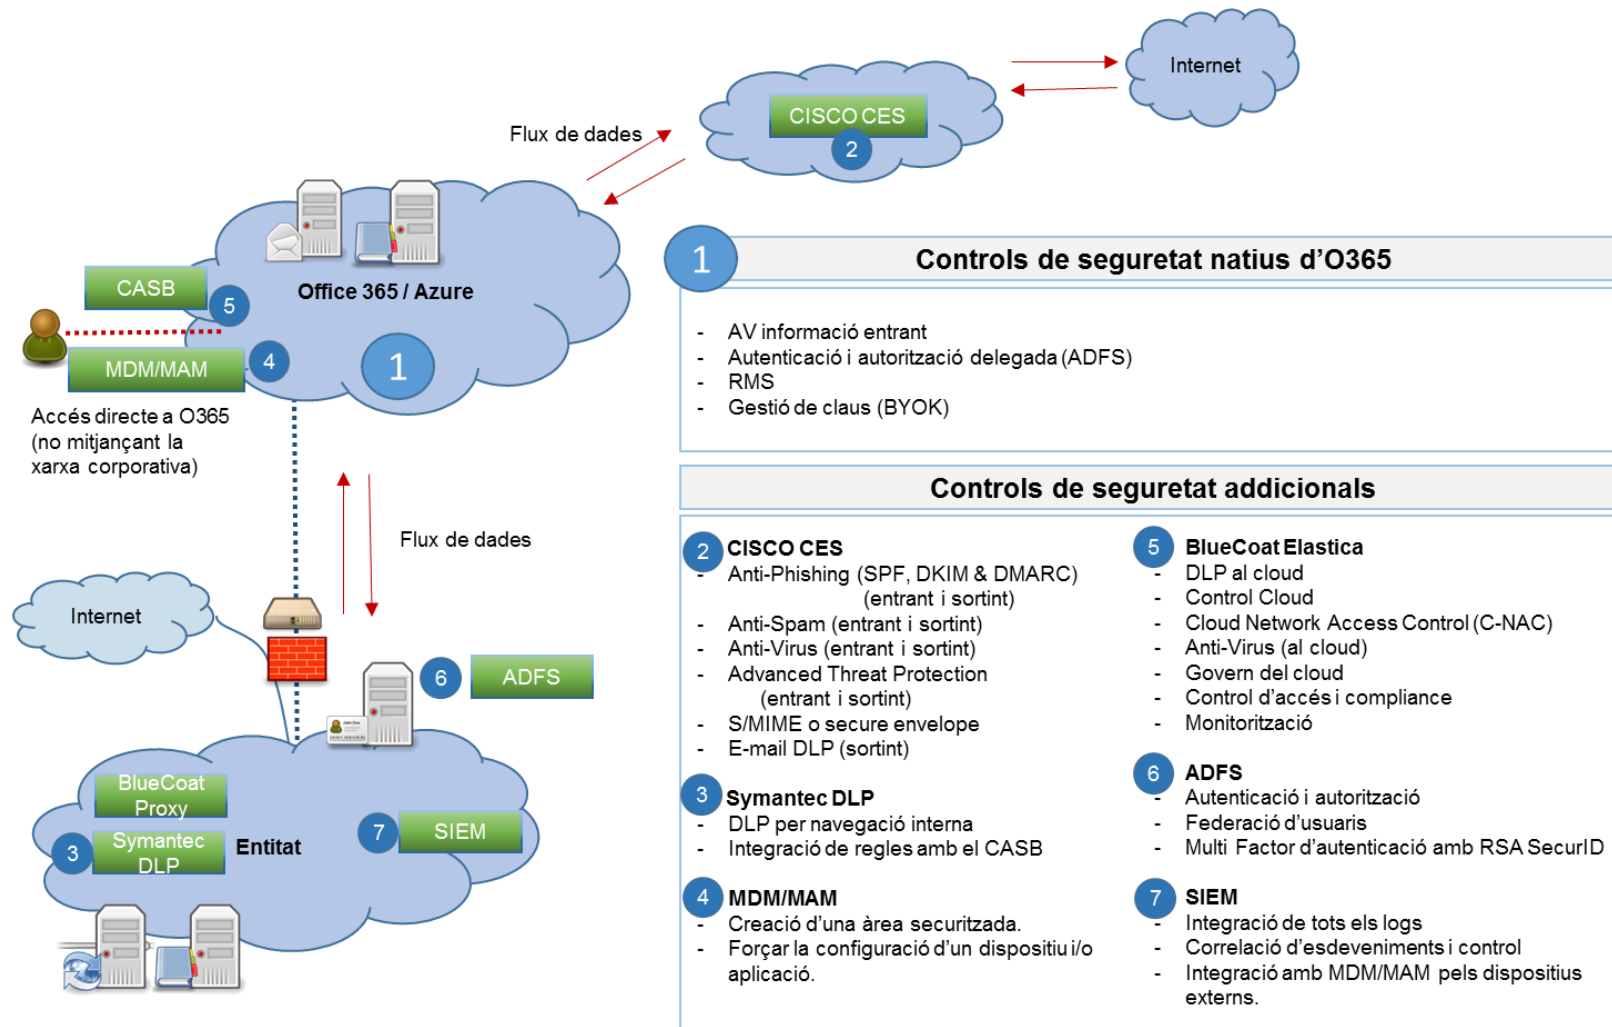 Internet
CISCO CES
2
Flux de dades
CASB
5
Office 365 / Azure
MDM/MAM
4
1
Accés directe a O365
(no mitjançant la
xarxa corporativa)
Flux de dades
Internet
6
ADFS
BlueCoat
Proxy
3
Symantec
DLP
Entitat
7
SIEM
1
Controls de seguretat natius d’O365
- AV informació entrant
- Autenticació i autorització delegada (ADFS)
- RMS
- Gestió de claus (BYOK)
Controls de seguretat addicionals
2 CISCO CES
- Anti-Phishing (SPF, DKIM & DMARC)
(entrant i sortint)
- Anti-Spam (entrant i sortint)
- Anti-Virus (entrant i sortint)
- Advanced Threat Protection
(entrant i sortint)
- S/MIME o secure envelope
- E-mail DLP (sortint)
3 Symantec DLP
- DLP per navegació interna
- Integració de regles amb el CASB
4 MDM/MAM
- Creació d’una àrea securitzada.
- Forçar la configuració d’un dispositiu i/o
aplicació.
5 BlueCoat Elastica
- DLP al cloud
- Control Cloud
- Cloud Network Access Control (C-NAC)
- Anti-Virus (al cloud)
- Govern del cloud
- Control d’accés i compliance
- Monitorització
6 ADFS
- Autenticació i autorització
- Federació d’usuaris
- Multi Factor d’autenticació amb RSA SecurID
7 SIEM
- Integració de tots els logs
- Correlació d’esdeveniments i control
- Integració amb MDM/MAM pels dispositius
externs.